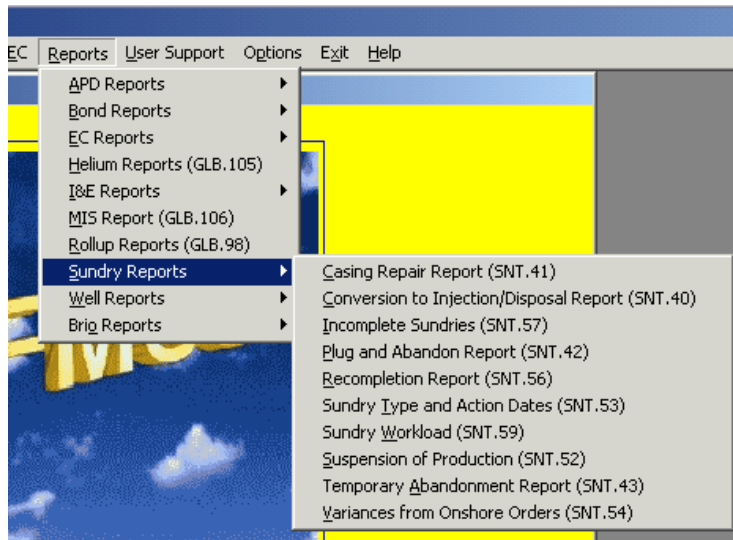 EC Reports User Support Options Exit Help
APD Reports
Bond Reports
EC Reports
Helium Reports (GLB.105)
I&E Reports
MIS Report (GLB.106)
Rollup Reports (GLB.98)
Sundry Reports
Well Reports
Brio Reports
Casing Repair Report (SNT.41)
Conversion to Injection/Disposal Report (SNT.40)
Incomplete Sundries (SNT.57)
Plug and Abandon Report (SNT.42)
Recompletion Report (SNT.56)
Sundry Type and Action Dates (SNT.53)
Sundry Workload (SNT.59)
Suspension of Production (SNT.52)
Temporary Abandonment Report (SNT.43)
Variances from Onshore Orders (SNT.54)